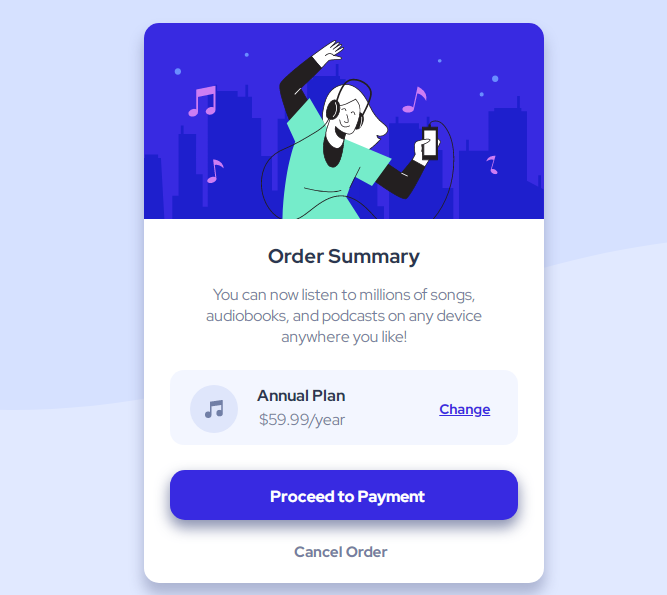 Order Summary
You can now listen to millions of songs,
audiobooks, and podcasts on any device
anywhere you like!
Annual Plan
$59.99/year
Change
Proceed to Payment
Cancel Order